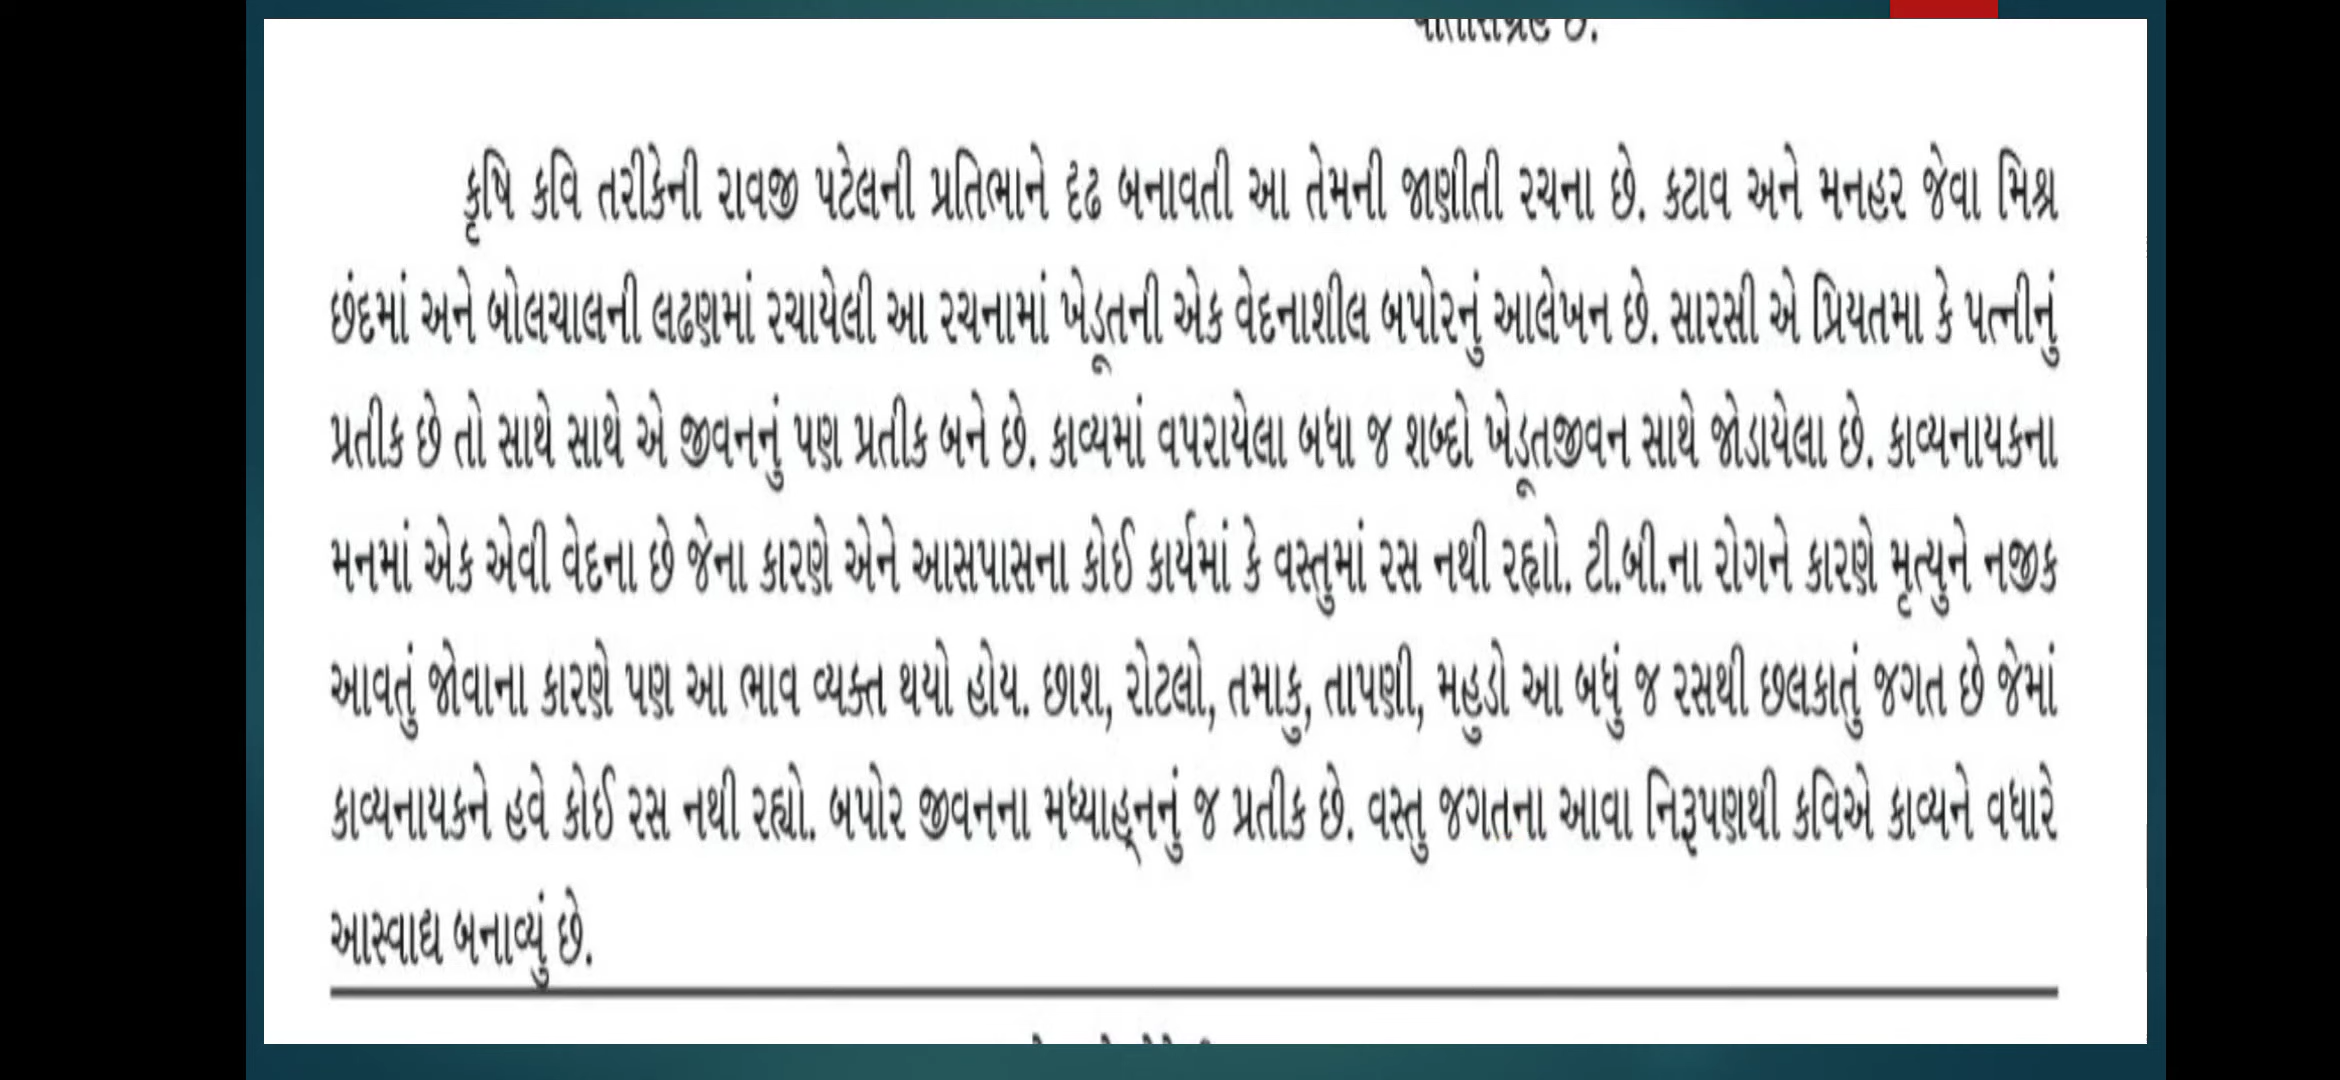 કૃષિ કવિ તરીકેની રાવજી પટેલની પ્રતિભાને દૃઢ બનાવતી આ તેમની જાણીતી રચના છે. કટાવ અને મનહર જેવા મિશ્ર
છંદમાં અને બોલચાલની લઢણમાં રચાયેલી આ રચનામાં ખેડૂતની એક વેદનાશીલ બપોરનું આલેખન છે. સારસી એ પ્રિયતમા કે પત્નીનું
પ્રતીક છે તો સાથે સાથે એ જીવનનું પણ પ્રતીક બને છે. કાવ્યમાં વપરાયેલા બધા જ શબ્દો ખેડૂતજીવન સાથે જોડાયેલા છે. કાવ્યનાયકના
મનમાં એક એવી વેદના છે જેના કારણે એને આસપાસના કોઈ કાર્યમાં કે વસ્તુમાં રસ નથી રહ્યો. ટી.બી.ના રોગને કારણે મૃત્યુને નજીક
આવતું જોવાના કારણે પણ આ ભાવ વ્યક્ત થયો હોય. છાશ, રોટલો, તમાકુ, તાપણી, મહુડો આ બધું જ રસથી છલકાતું જગત છે જેમાં
કાવ્યનાયકને હવે કોઈ રસ નથી રહ્યો. બપોર જીવનના મધ્યાહ્નનું જ પ્રતીક છે. વસ્તુ જગતના આવા નિરૂપણથી કવિએ કાવ્યને વધારે
આસ્વાદ્ય બનાવ્યું છે.